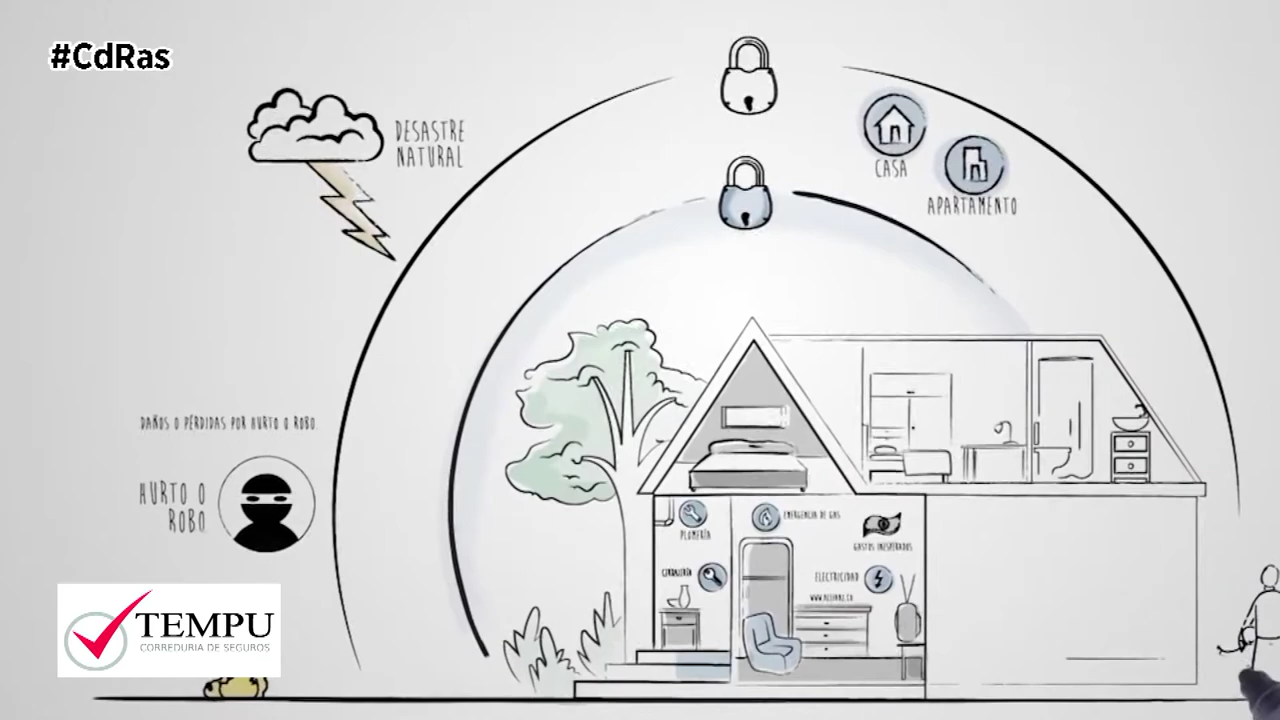 #CdRas
DESASTRE
NATURAL
CASA
APARTAMENTO
DAÑOS O PÉRDIDAS POR HURTO O ROBO.
HURTO O
ROBO
PLOMERÍA
EMERGENCIA DE GAS
GASTOS INESPERADOS
CERRAJERÍA
ELECTRICIDAD
TEMPU
CORREDURIA DE SEGUROS